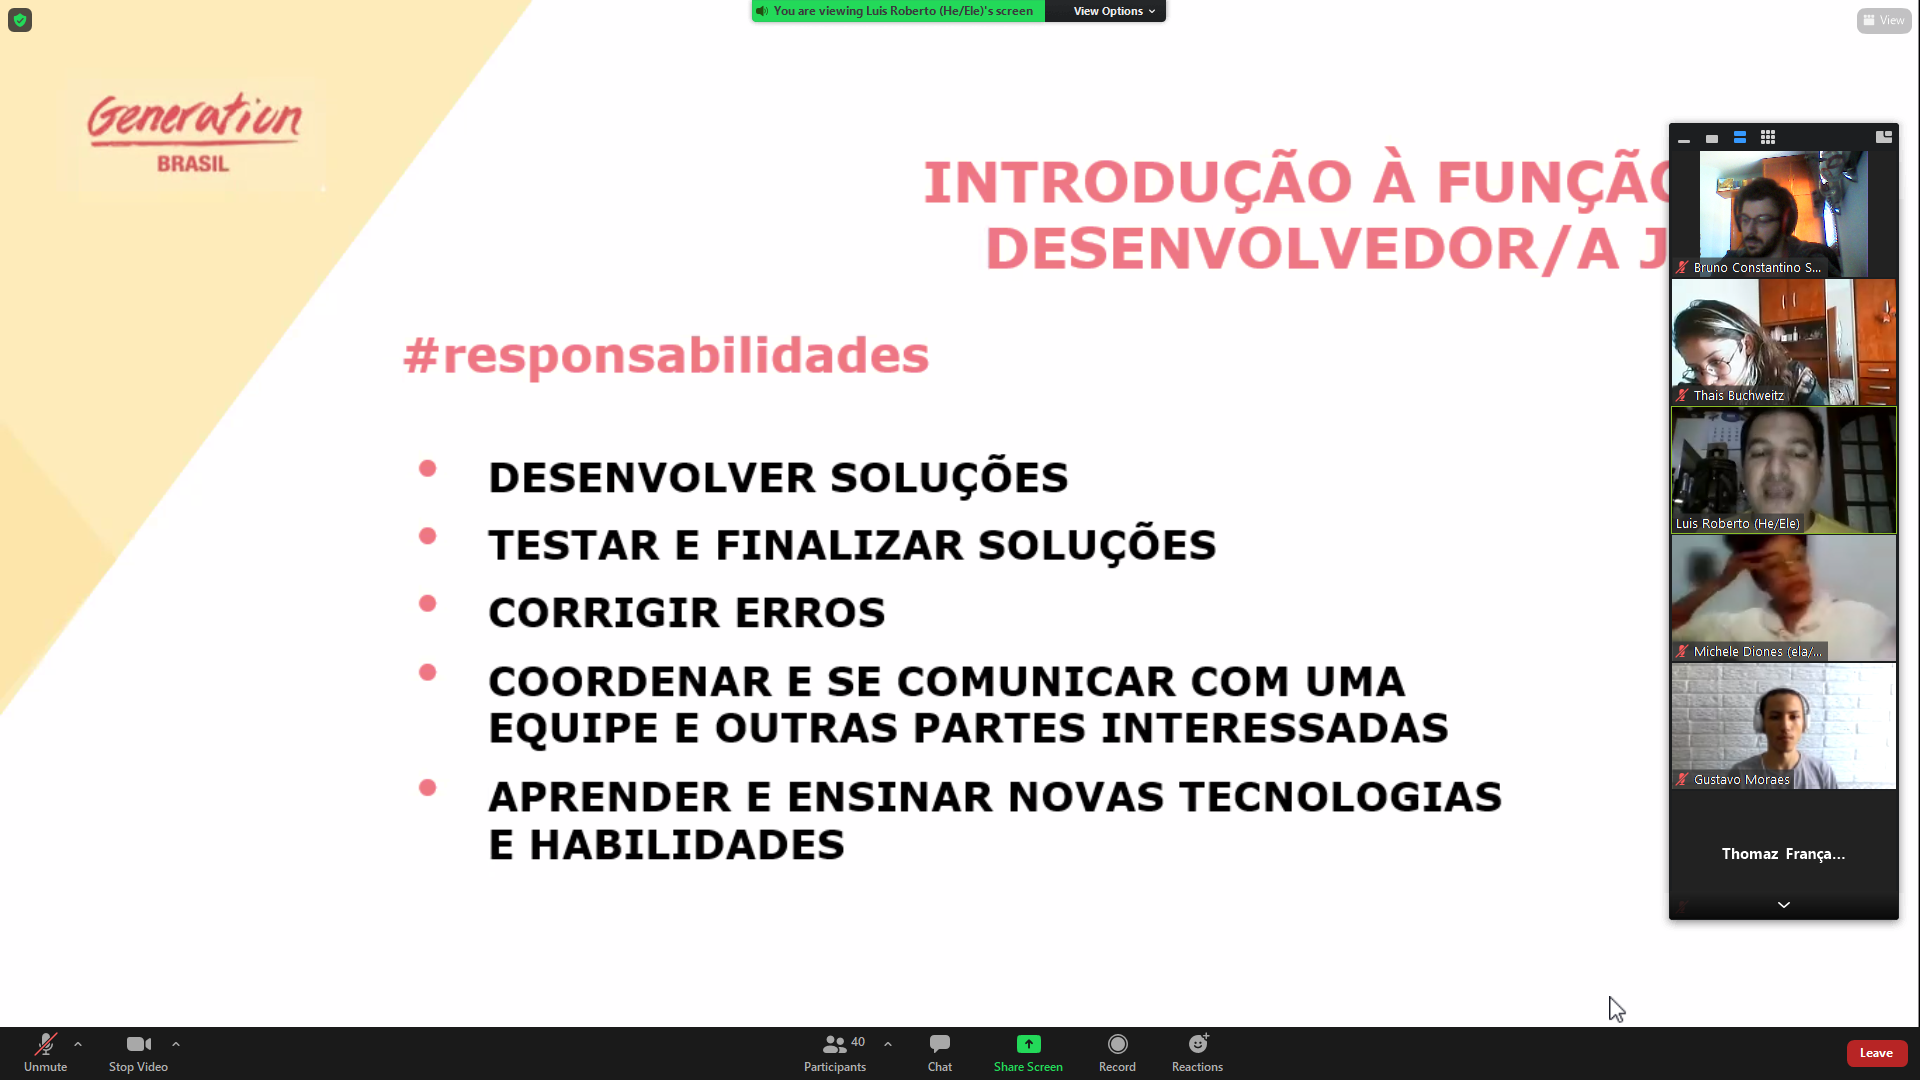 You are viewing Luis Roberto (He/Ele)'s screen
View Options
View
Generation
BRASIL
INTRODUÇÃO À FUNÇÃO
DESENVOLVEDOR/A J
#responsabilidades
• DESENVOLVER SOLUÇÕES
• TESTAR E FINALIZAR SOLUÇÕES
• CORRIGIR ERROS
• COORDENAR E SE COMUNICAR COM UMA
EQUIPE E OUTRAS PARTES INTERESSADAS
• APRENDER E ENSINAR NOVAS TECNOLOGIAS
E HABILIDADES
Bruno Constantino S...
Thais Buchweitz
Luis Roberto (He/Ele)
Michele Diones (ela/...
Gustavo Moraes
Thomaz França...
Unmute
Stop Video
40
Participants
Chat
Share Screen
Record
Reactions
Leave